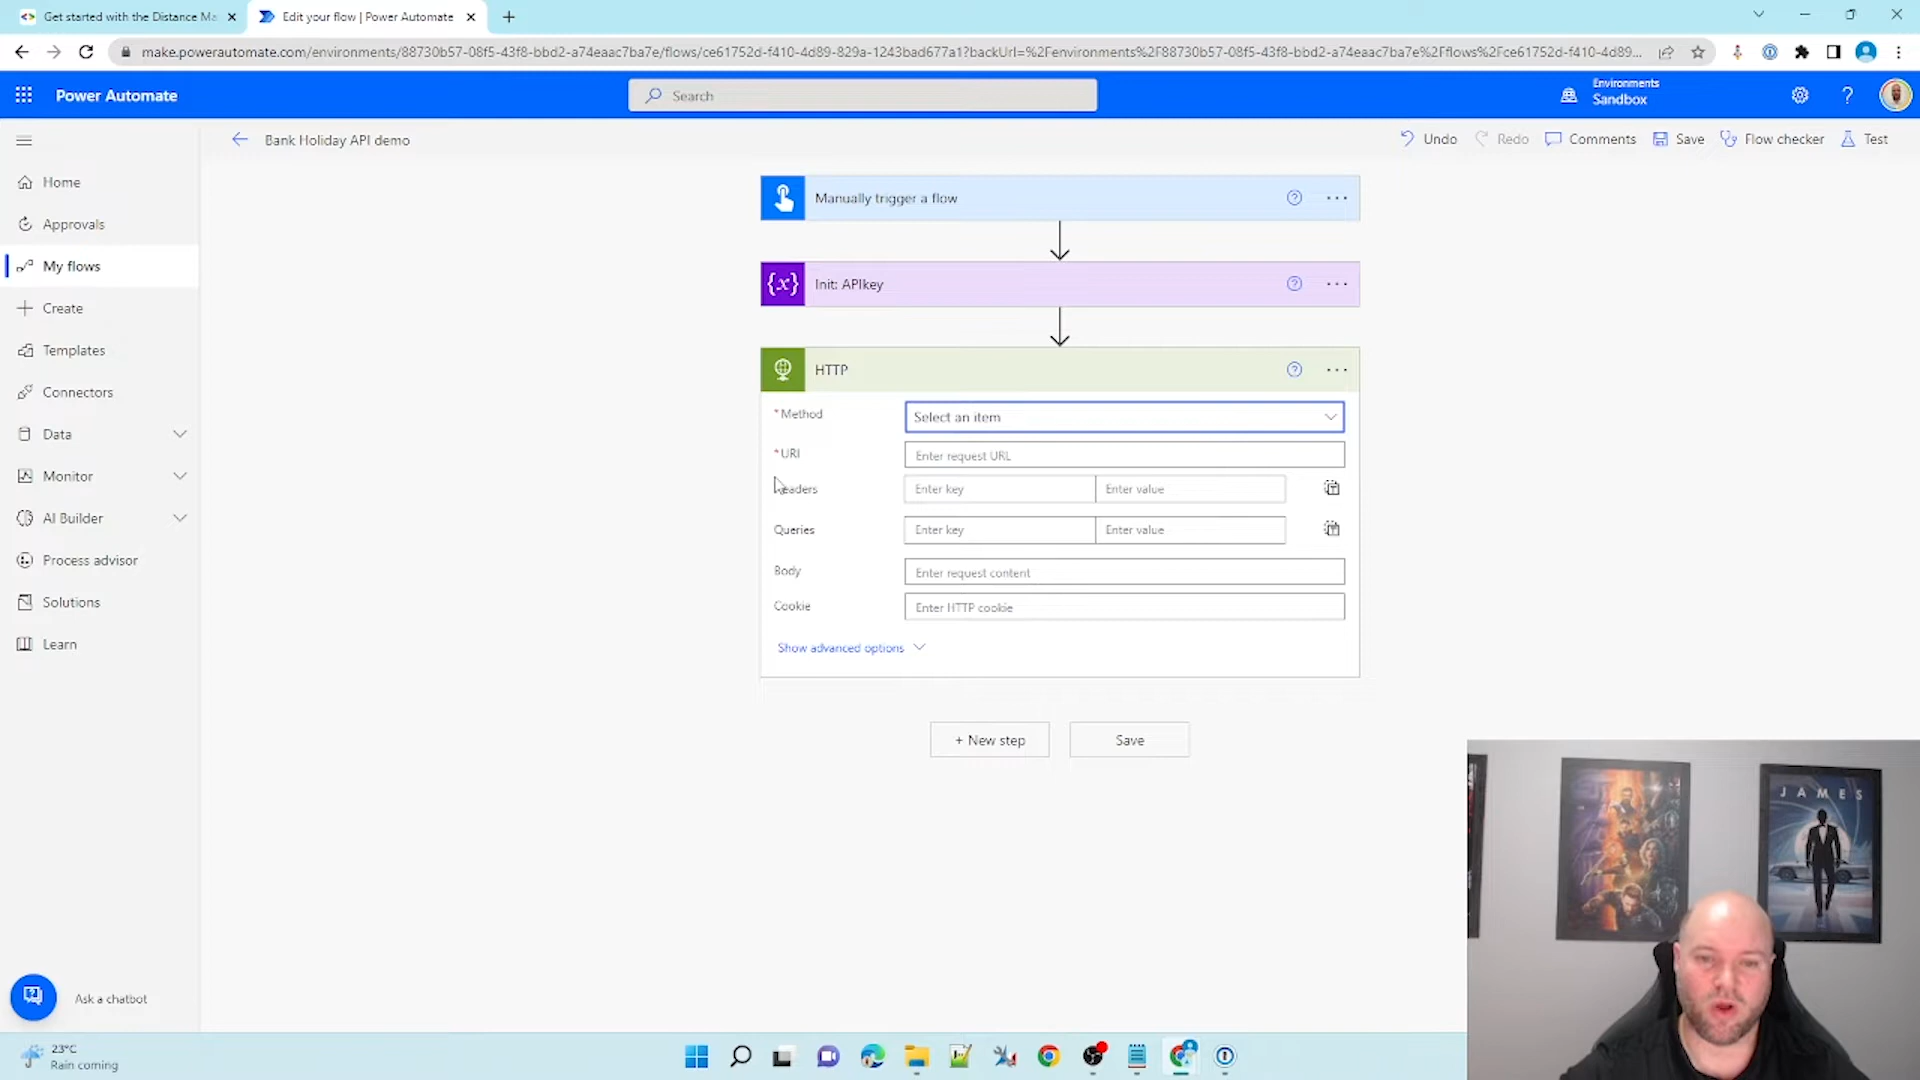 Get started with the Distance Ma
Edit your flow | Power Automate
make.powerautomate.com/environments/88730b57-08f5-43f8-bbd2-a74eaac7ba7e/flows/ce61752d-f410-4d89-829a-1243bad677a1?backUrl=%2Fenvironments%2F88730b57-08f5-43f8-bbd2-a74eaac7ba7e%2Fflows%2Fce61752d-f410-4d89...
Power Automate
Search
Environments
Sandbox
Bank Holiday API demo
Undo
Redo
Comments
Save
Flow checker
Test
Home
Approvals
My flows
Create
Templates
Connectors
Data
Monitor
AI Builder
Process advisor
Solutions
Learn
Ask a chatbot
Manually trigger a flow
{x} Init: APIkey
HTTP
* Method
Select an item
* URI
Enter request URL
Headers
Enter key
Enter value
Queries
Enter key
Enter value
Body
Enter request content
Cookie
Enter HTTP cookie
Show advanced options
+ New step
Save
JAMES
23°C
Rain coming